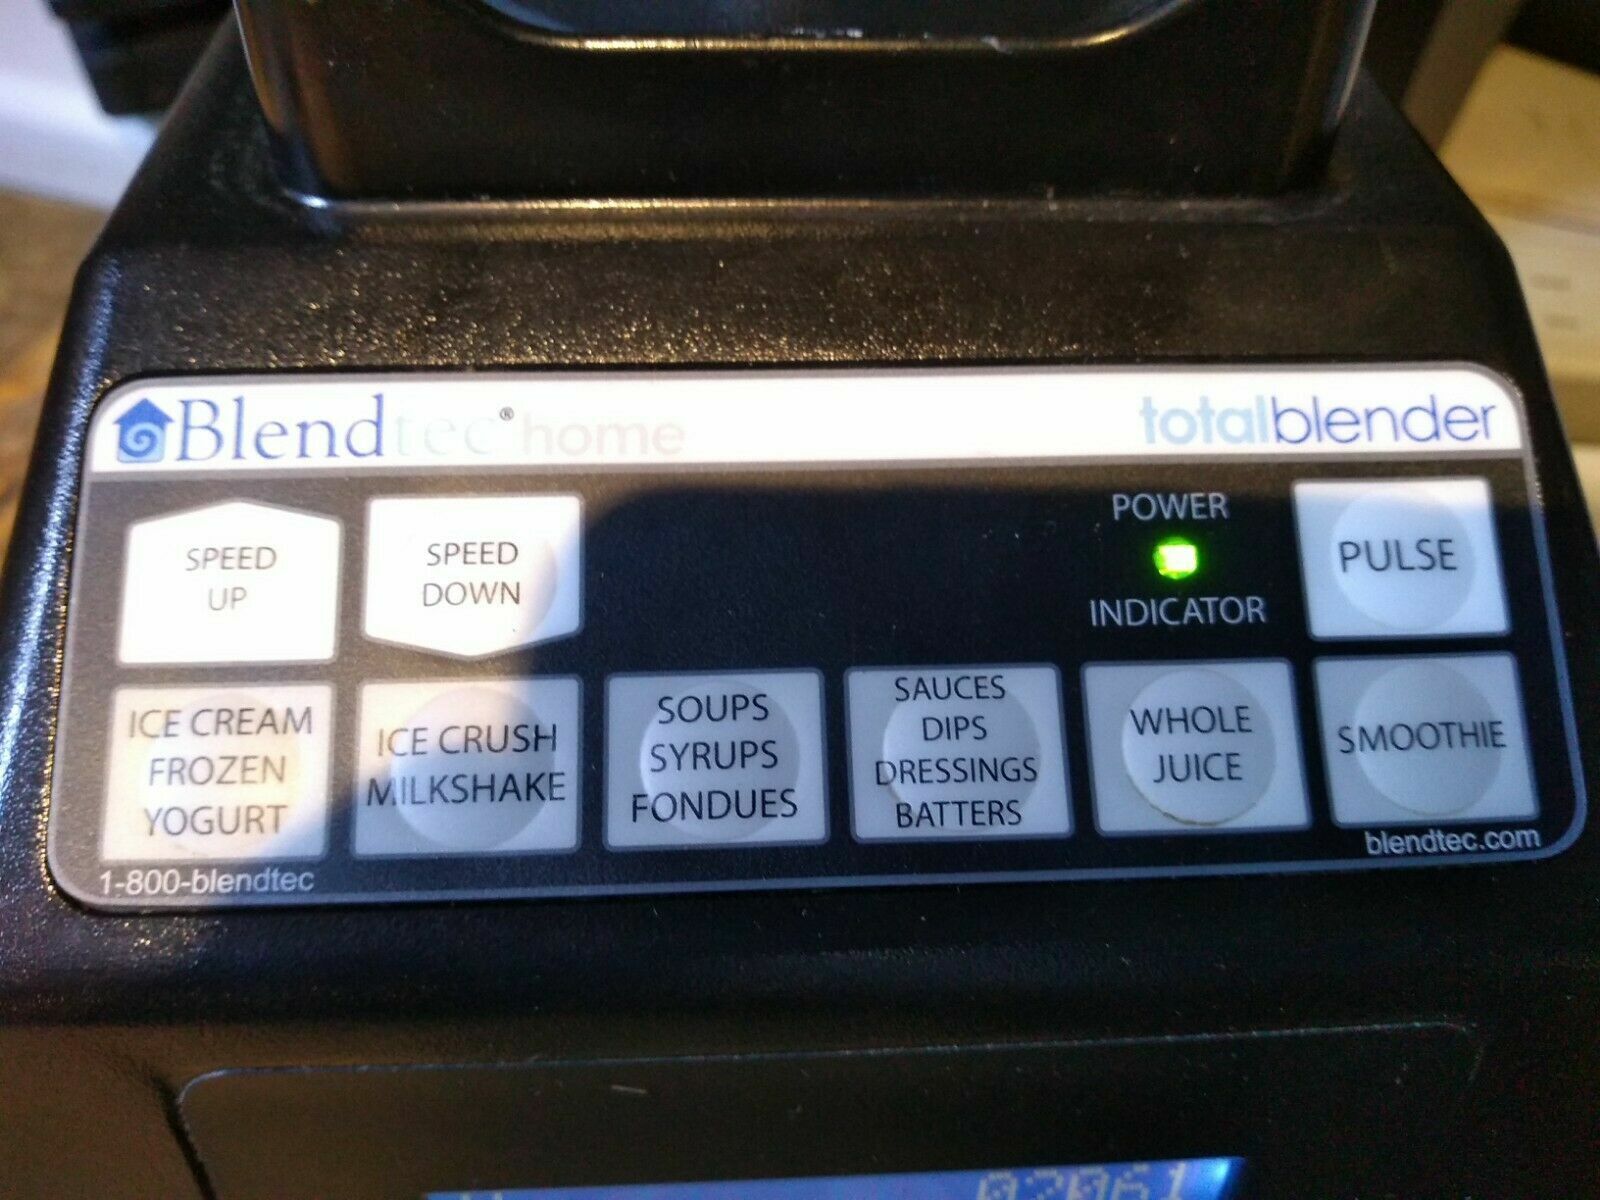 Blendtec® home
totalblender
SPEED
UP
SPEED
DOWN
POWER
INDICATOR
PULSE
ICE CREAM
FROZEN
YOGURT
ICE CRUSH
MILKSHAKE
SOUPS
SYRUPS
FONDUES
SAUCES
DIPS
DRESSINGS
BATTERS
WHOLE
JUICE
SMOOTHIE
1-800-blendtec
blendtec.com
02061